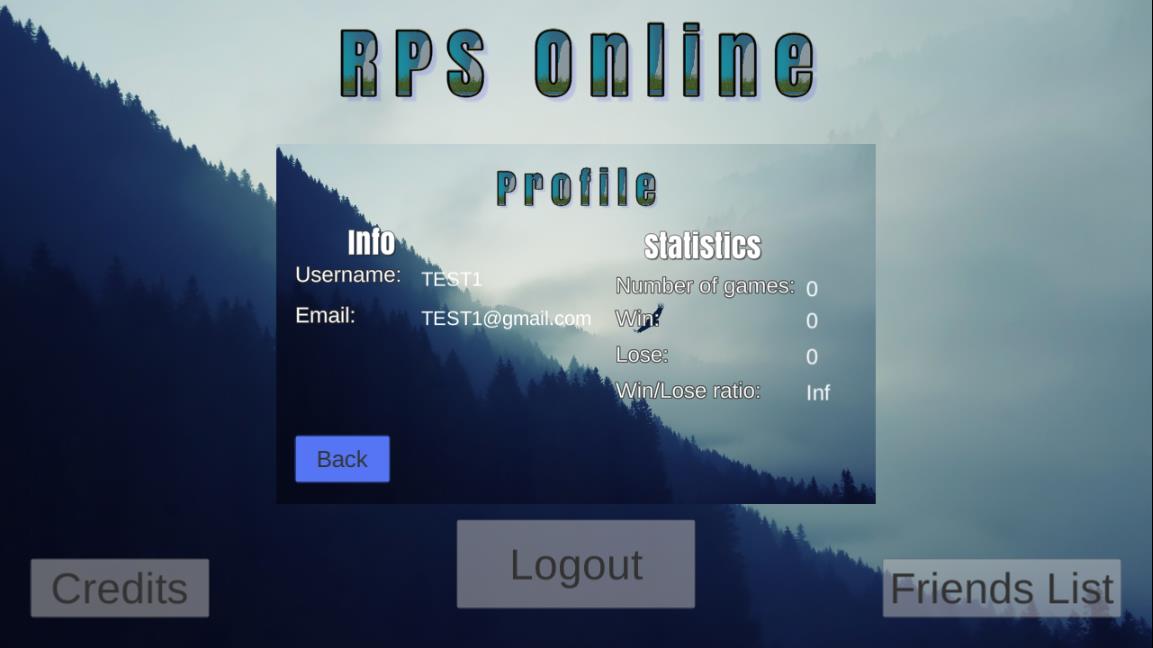 RPS Online
Profile
Info
Username: TEST1
Email: TEST1@gmail.com
Statistics
Number of games: 0
Win: 0
Lose: 0
Win/Lose ratio: Inf
Back
Logout
Credits
Friends List